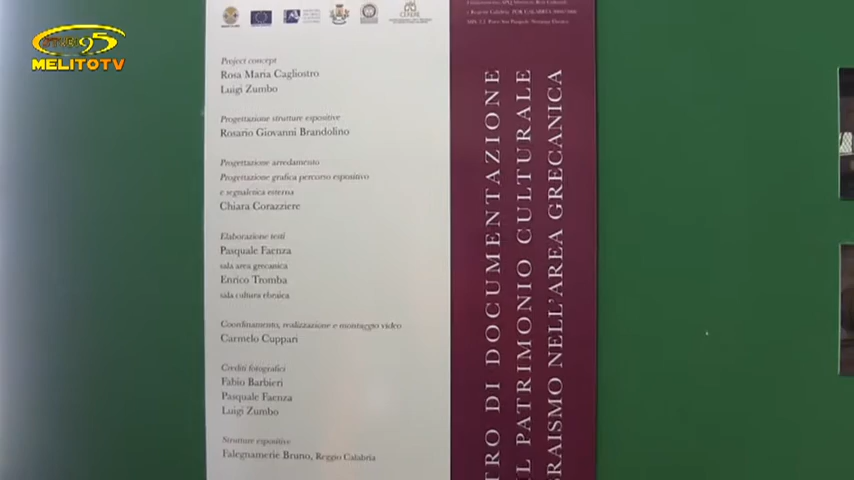 STUDIO 95
MELITOTV
Project concept
Rosa Maria Cagliostro
Luigi Zumbo
Progettazione strutture espositive
Rosario Giovanni Brandolino
Progettazione arredamento
Progettazione grafica percorso espositivo
e segnaletica esterna
Chiara Corazziere
Elaborazione testi
Pasquale Faenza
sala area grecanica
Enrico Tromba
sala cultura ebraica
Coordinamento, realizzazione e montaggio video
Carmelo Cuppari
Crediti fotografici
Fabio Barbieri
Pasquale Faenza
Luigi Zumbo
Strutture espositive
Falegnamerie Bruno, Reggio Calabria
TRO DI DOCUMENTAZIONE
L PATRIMONIO CULTURALE
BRAISMO NELL'AREA GRECANICA